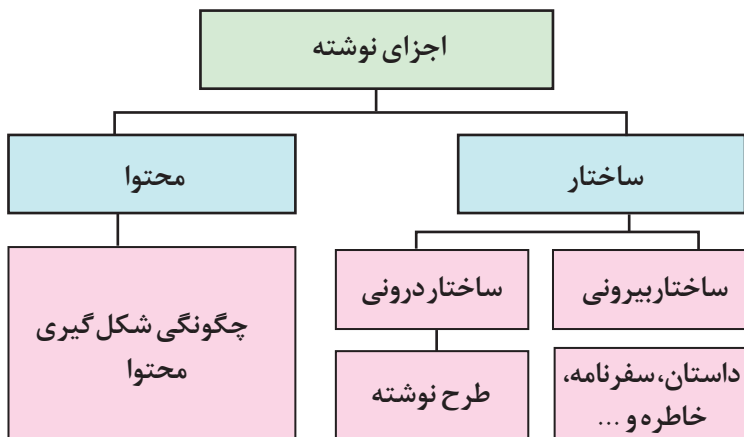 اجزای نوشته
ساختار
محتوا
ساختار بیرونی
ساختار درونی
چگونگی شکل گیری
محتوا
داستان، سفرنامه،
خاطره و ...
طرح نوشته